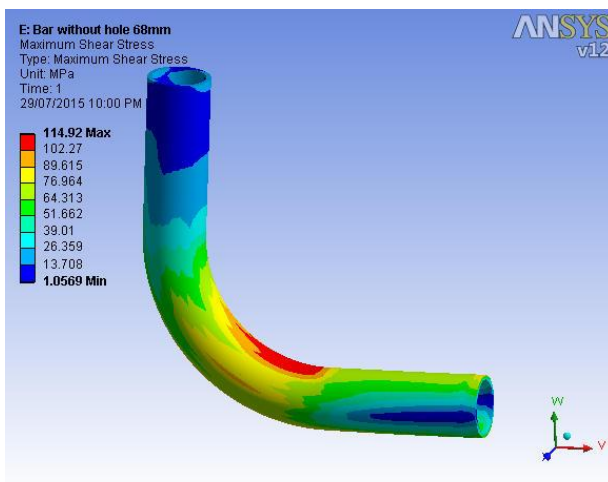 E: Bar without hole 68mm
Maximum Shear Stress
Type: Maximum Shear Stress
Unit: MPa
Time: 1
29/07/2015 10:00 PM
114.92 Max
102.27
89.615
76.964
64.313
51.662
39.01
26.359
13.708
1.0569 Min
ANSYS
v12
W
V